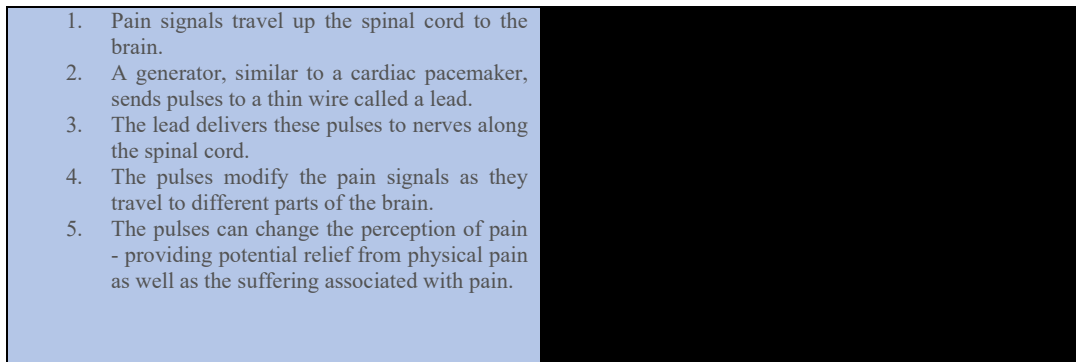 1. Pain signals travel up the spinal cord to the
brain.
2. A generator, similar to a cardiac pacemaker,
sends pulses to a thin wire called a lead.
3. The lead delivers these pulses to nerves along
the spinal cord.
4. The pulses modify the pain signals as they
travel to different parts of the brain.
5. The pulses can change the perception of pain
- providing potential relief from physical pain
as well as the suffering associated with pain.